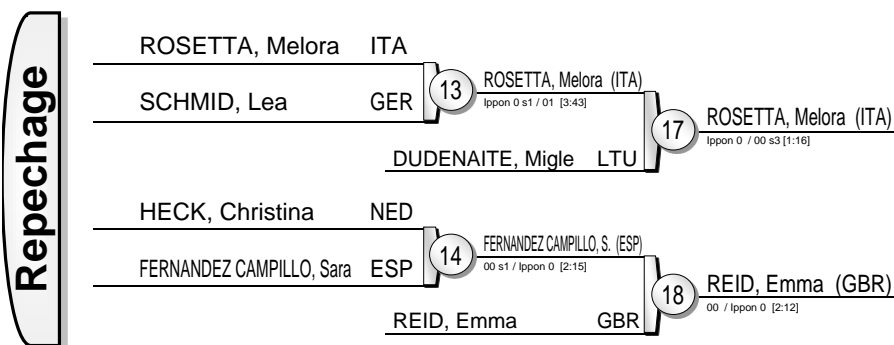 Repechage
ROSETTA, Melora ITA
SCHMID, Lea GER
13
ROSETTA, Melora (ITA)
Ippon 0 s1 / 01 [3:43]
DUDENAITE, Migle LTU
17
ROSETTA, Melora (ITA)
Ippon 0 / 00 s3 [1:16]
HECK, Christina NED
FERNANDEZ CAMPILLO, Sara ESP
14
FERNANDEZ CAMPILLO, S. (ESP)
00 s1 / Ippon 0 [2:15]
REID, Emma GBR
18
REID, Emma (GBR)
00 / Ippon 0 [2:12]